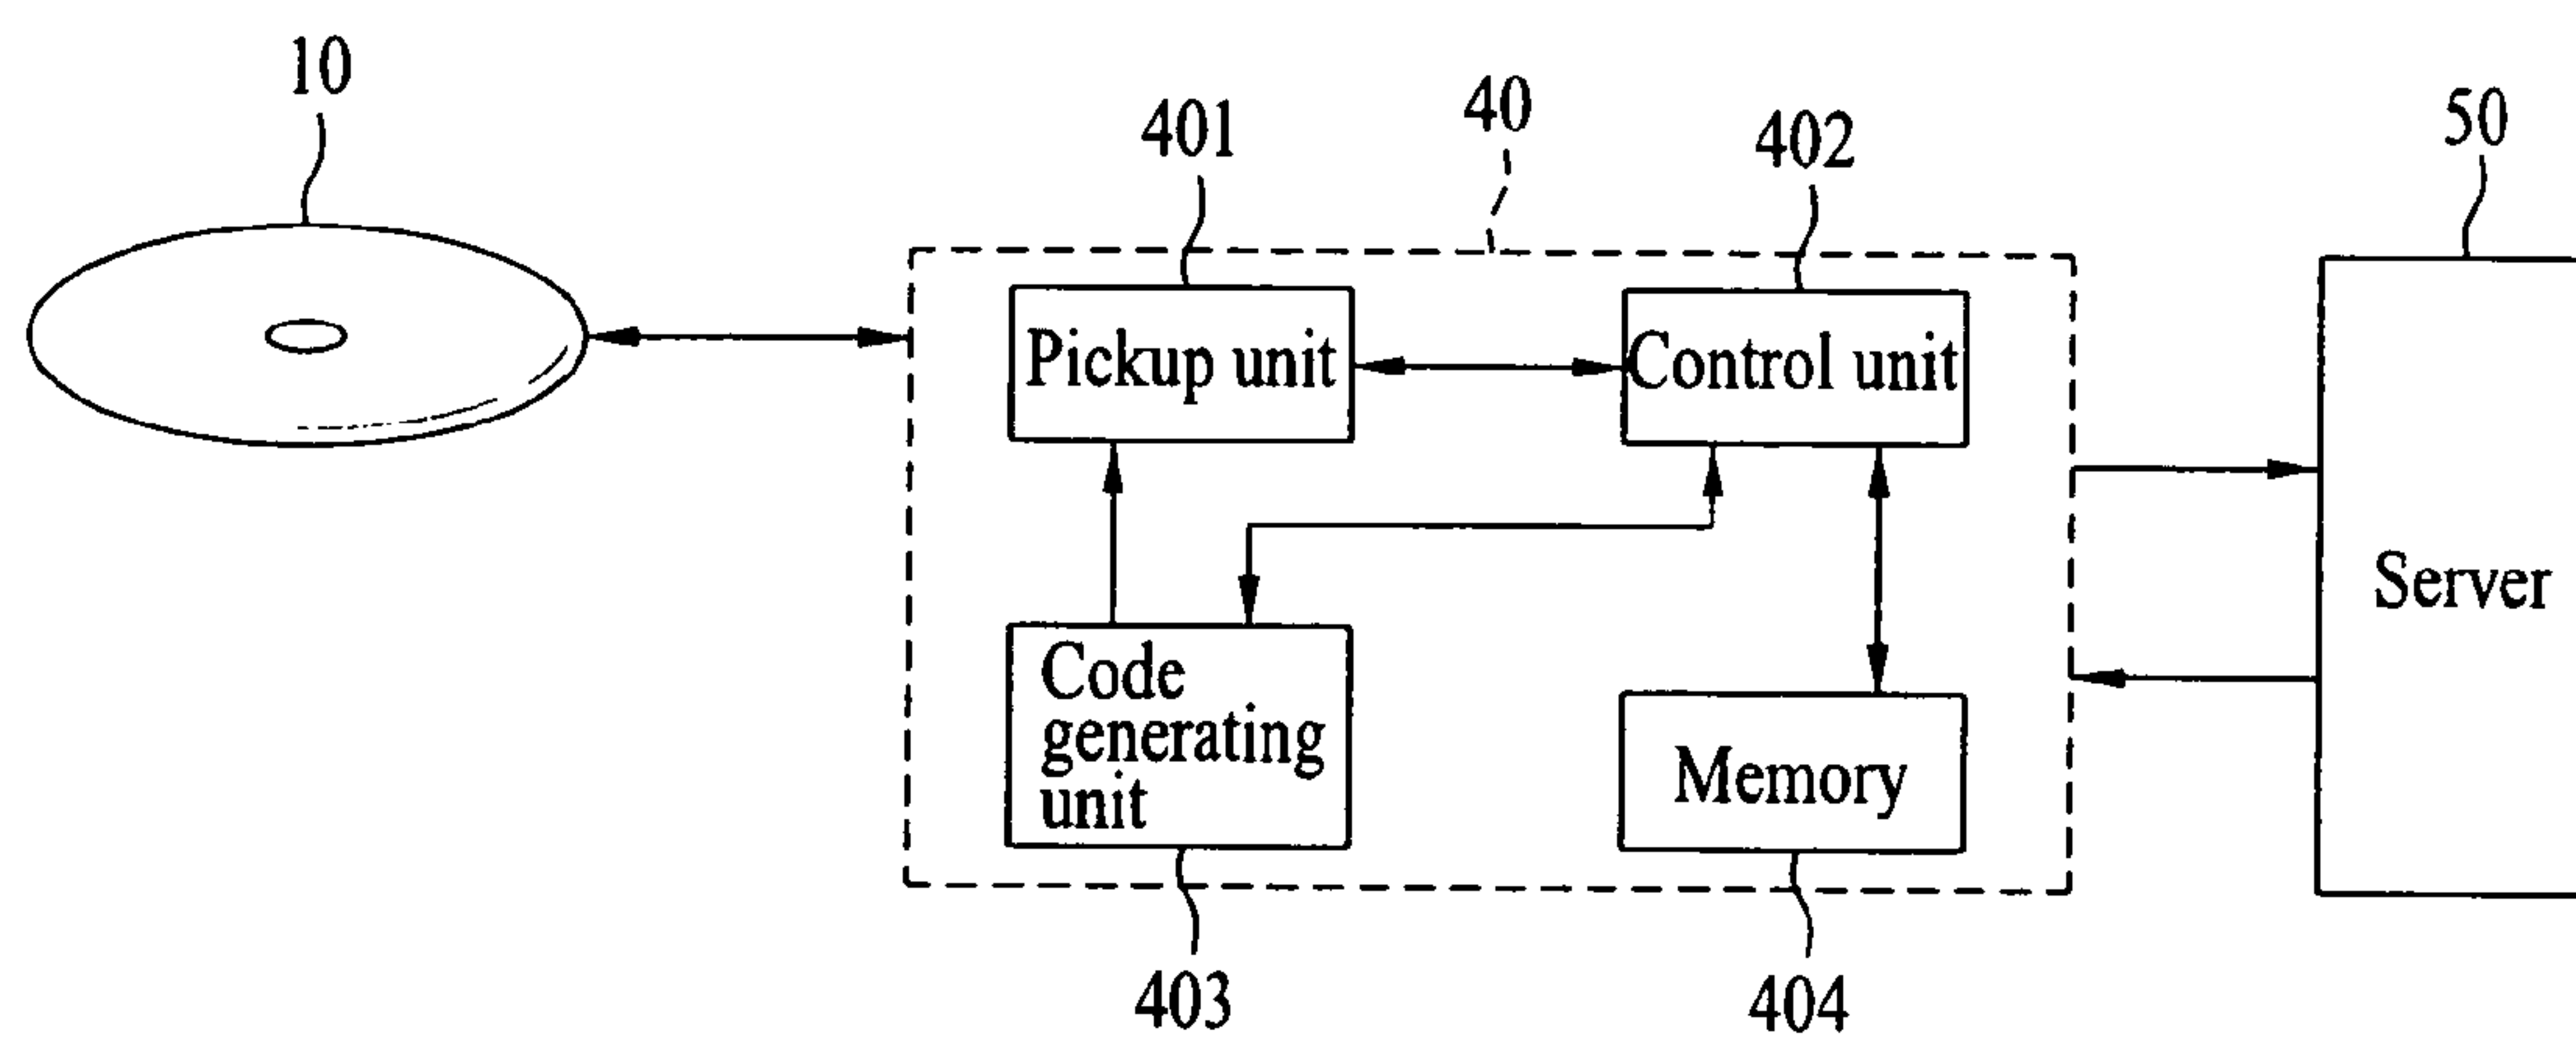 10
401
40
402
50
Pickup unit
Control unit
Server
Code
generating
unit
Memory
403
404